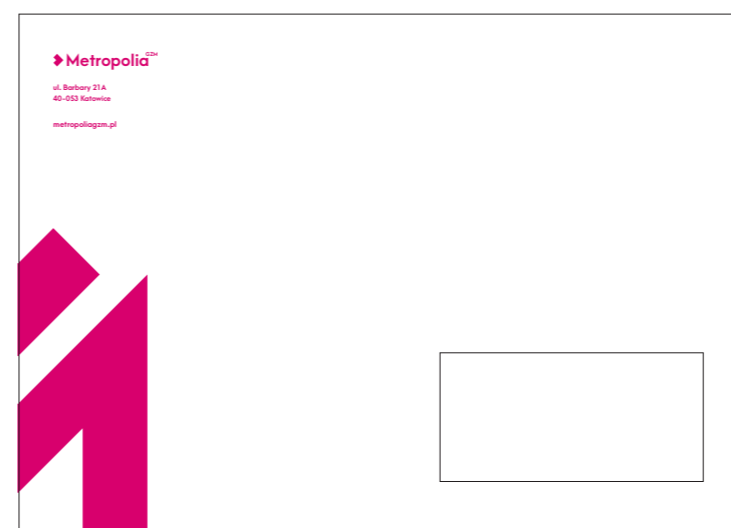 Metropolia GZM
ul. Barbary 21A
40-053 Katowice
metropoliagzm.pl